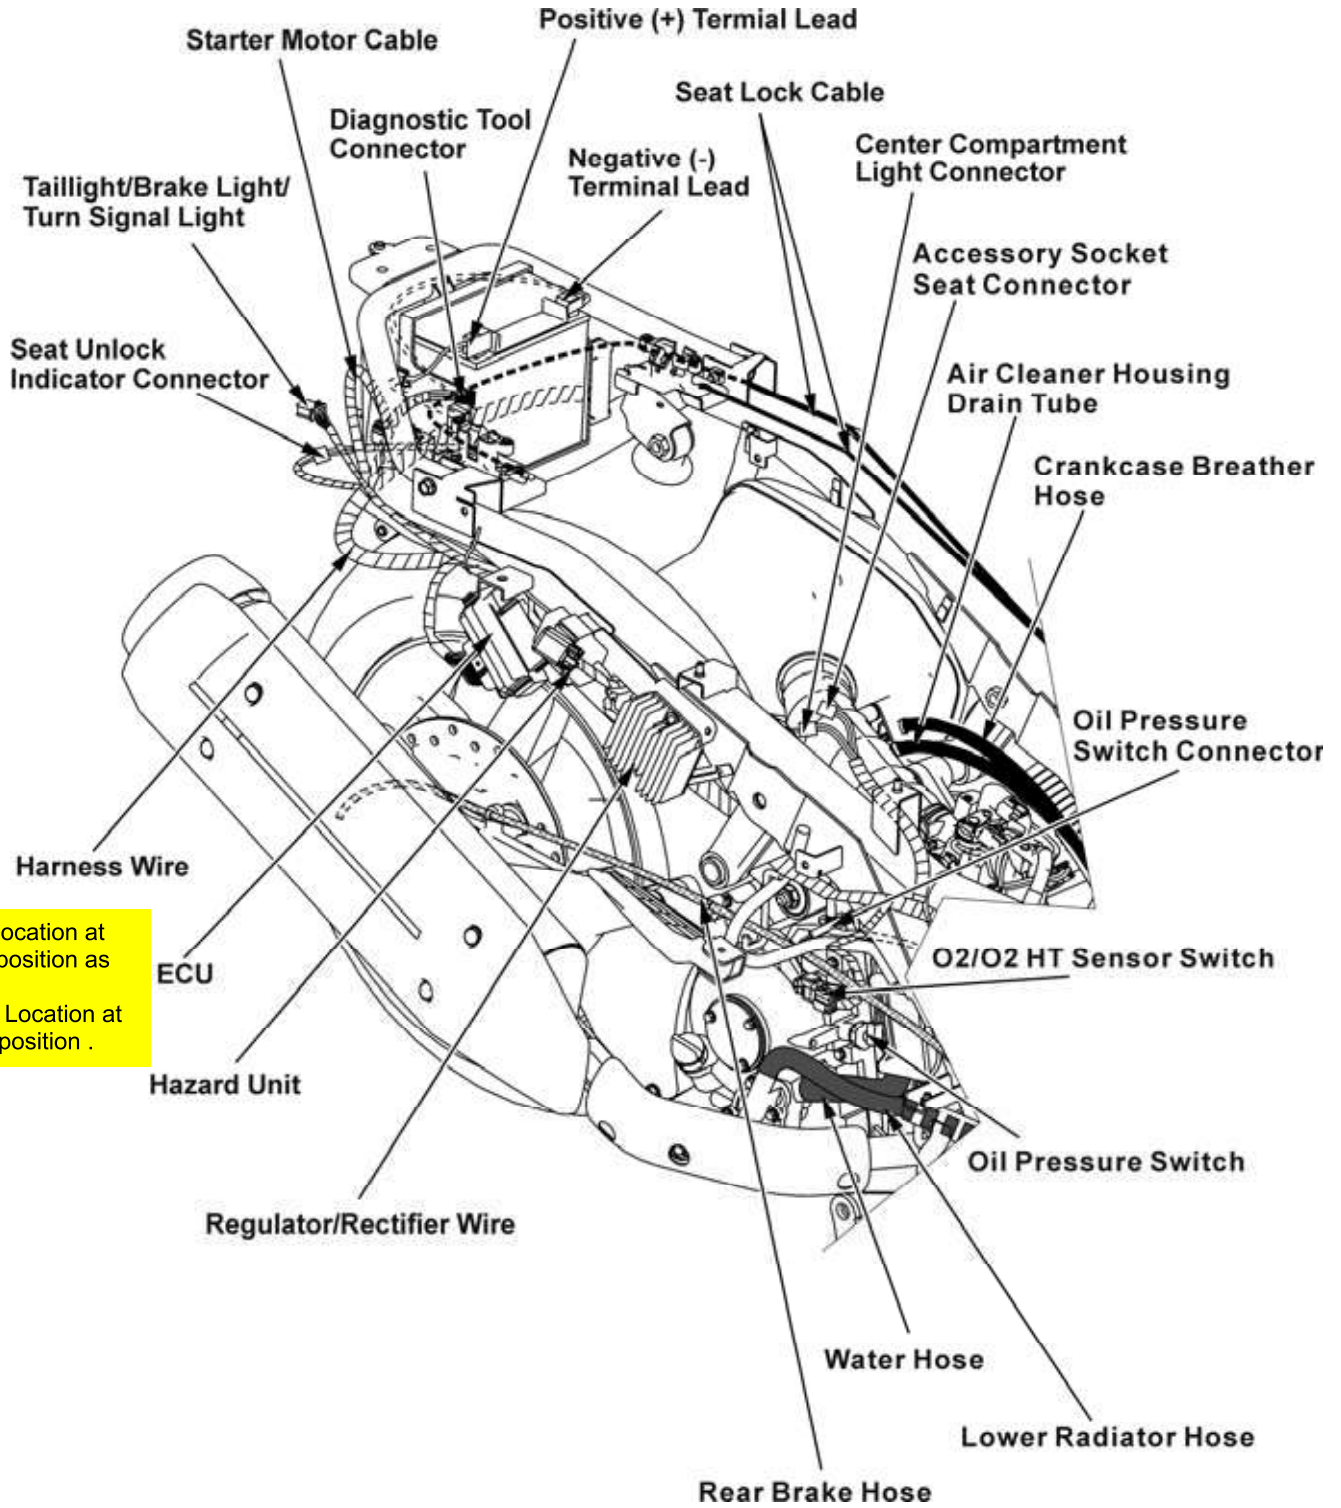 Positive (+) Termial Lead
Starter Motor Cable
Seat Lock Cable
Diagnostic Tool
Connector
Center Compartment
Light Connector
Negative (-)
Terminal Lead
Taillight/Brake Light/
Turn Signal Light
Accessory Socket
Seat Connector
Seat Unlock
Indicator Connector
Air Cleaner Housing
Drain Tube
Crankcase Breather
Hose
Oil Pressure
Switch Connector
Harness Wire
ocation at
position as
Location at
position .
ECU
O2/O2 HT Sensor Switch
Hazard Unit
Oil Pressure Switch
Regulator/Rectifier Wire
Water Hose
Lower Radiator Hose
Rear Brake Hose